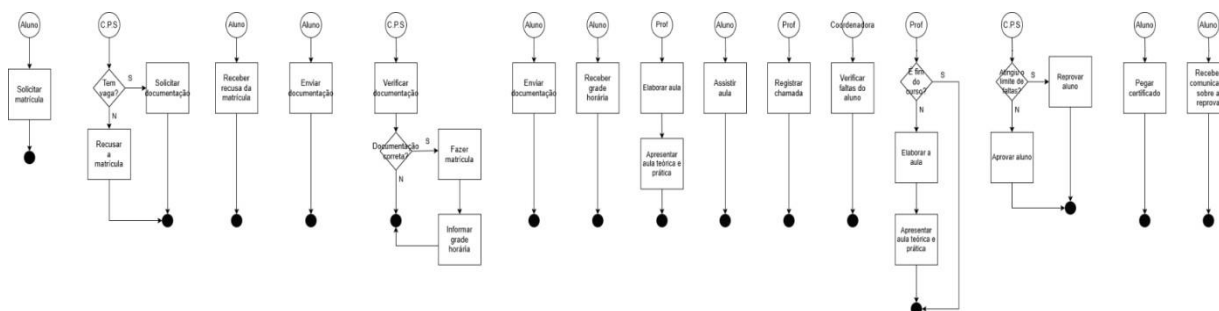 Aluno
Solicitar
matrícula
C.P.S
Tem
vaga?
S
N
Solicitar
documentação
Recusar
a
matrícula
Aluno
Receber
recusa da
matrícula
Aluno
Enviar
documentação
C.P.S
Verificar
documentação
Documentação
correta?
S
N
Fazer
matrícula
Informar
grade
horária
Aluno
Enviar
documentação
Aluno
Receber
grade
horária
Prof
Elaborar aula
Apresentar
aula teórica e
prática
Aluno
Assistir
aula
Prof
Registrar
chamada
Coordenadora
Verificar
faltas do
aluno
Prof
É fim
do
curso?
S
N
Elaborar a
aula
Apresentar
aula teórica e
prática
C.P.S
Atingiu o
limite de
faltas?
S
N
Reprovar
aluno
Aprovar aluno
Aluno
Pegar
certificado
Aluno
Receber
sobre a